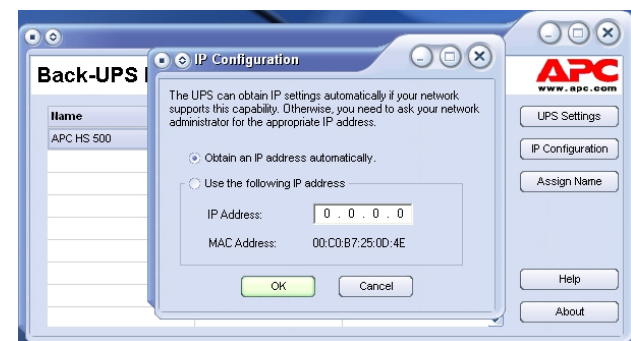 IP Configuration
Back-UPS
APC
www.apc.com
The UPS can obtain IP settings automatically if your network
supports this capability. Otherwise, you need to ask your network
administrator for the appropriate IP address.
Name
APC HS 500
Obtain an IP address automatically.
Use the following IP address
IP Address:
0 . 0 . 0 . 0
MAC Address:
00:C0:B7:25:0D:4E
OK
Cancel
UPS Settings
IP Configuration
Assign Name
Help
About